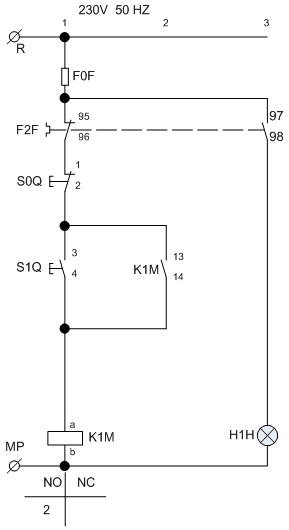 230V 50 HZ
1 2 3
R
F0F
95 97
F2F
96 98
1
S0Q
2
3 13
S1Q K1M
4 14
a
K1M H1H
b
MP
NO NC
2